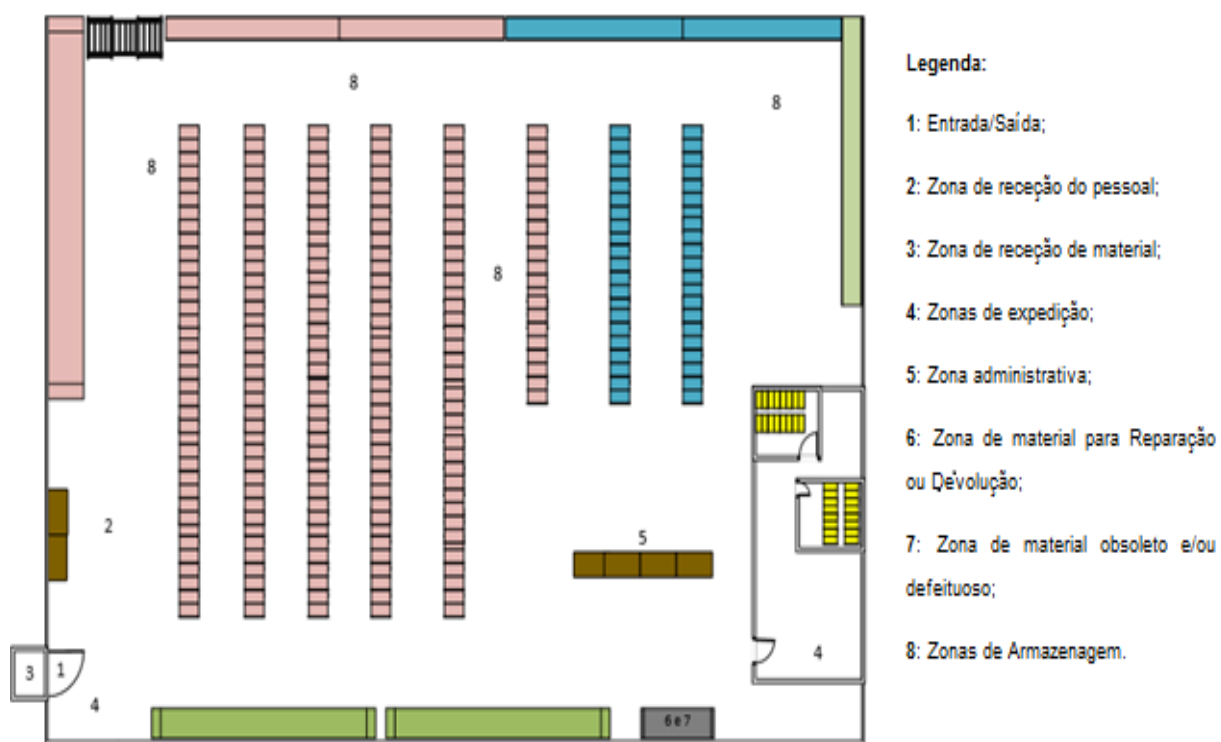 8
8
8
8
2
5
3
1
4
4
6 e 7
Legenda:
1: Entrada/Saída;
2: Zona de receção do pessoal;
3: Zona de receção de material;
4: Zonas de expedição;
5: Zona administrativa;
6: Zona de material para Reparação
ou Devolução;
7: Zona de material obsoleto e/ou
defeituoso;
8: Zonas de Armazenagem.